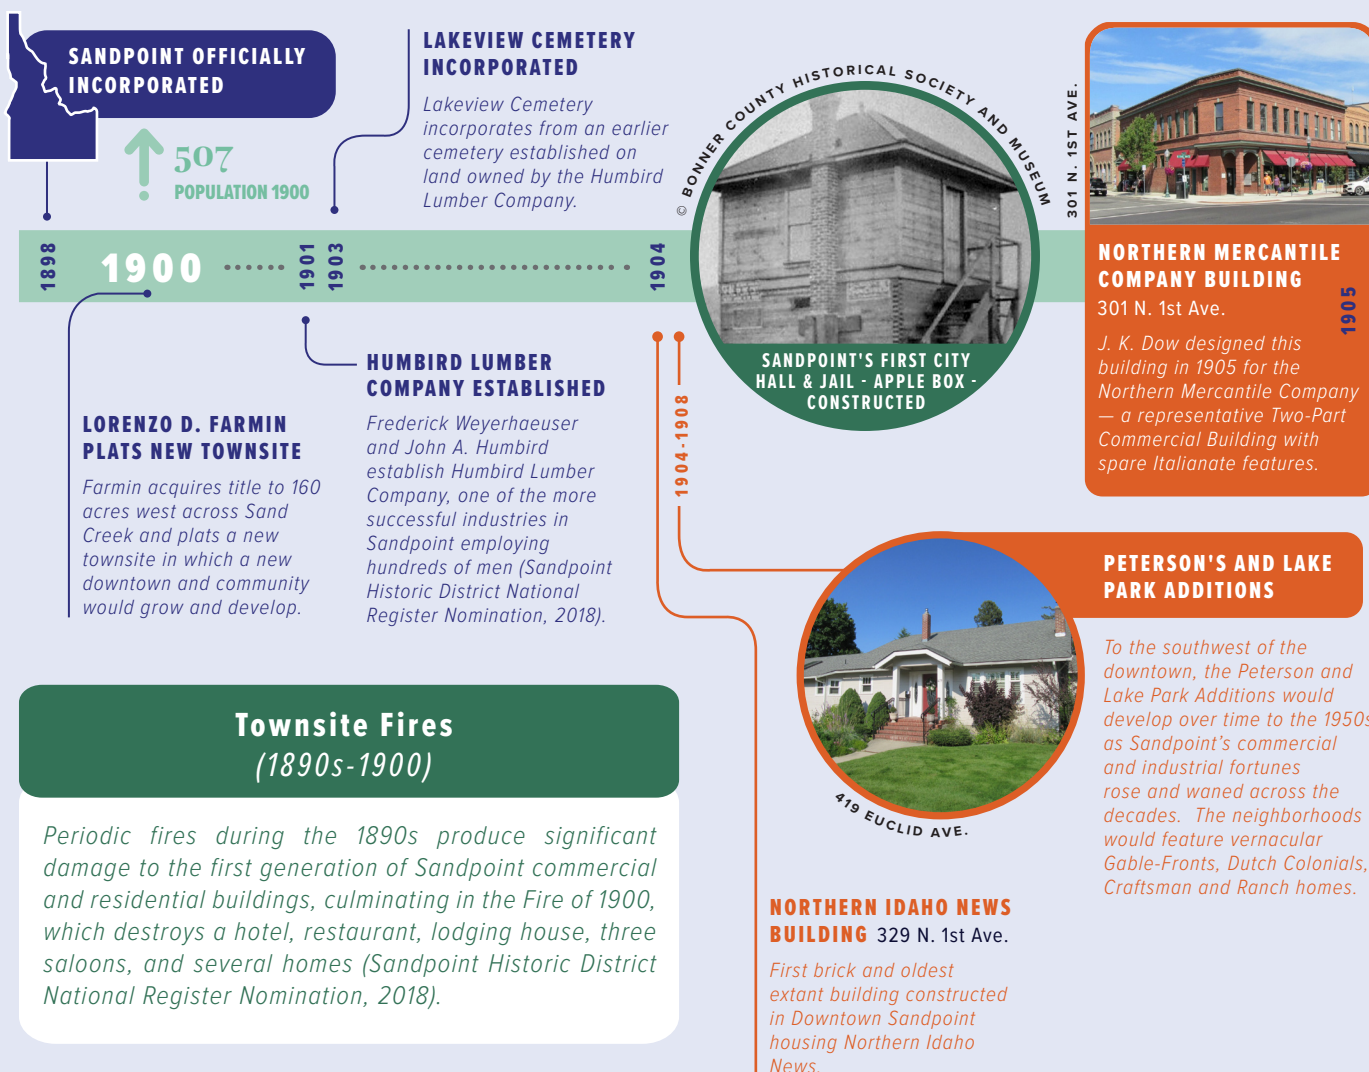 SANDPOINT OFFICIALLY
INCORPORATED
507
POPULATION 1900
LAKEVIEW CEMETERY
INCORPORATED
Lakeview Cemetery
incorporates from an earlier
cemetery established on
land owned by the Humbird
Lumber Company.
© BONNER COUNTY HISTORICAL SOCIETY AND MUSEUM
301 N. 1ST AVE.
1898
1900
1901
1903
1904
SANDPOINT'S FIRST CITY
HALL & JAIL - APPLE BOX -
CONSTRUCTED
NORTHERN MERCANTILE
COMPANY BUILDING
301 N. 1st Ave.
1905
J. K. Dow designed this
building in 1905 for the
Northern Mercantile Company
— a representative Two-Part
Commercial Building with
spare Italianate features.
LORENZO D. FARMIN
PLATS NEW TOWNSITE
Farmin acquires title to 160
acres west across Sand
Creek and plats a new
townsite in which a new
downtown and community
would grow and develop.
HUMBIRD LUMBER
COMPANY ESTABLISHED
Frederick Weyerhaeuser
and John A. Humbird
establish Humbird Lumber
Company, one of the more
successful industries in
Sandpoint employing
hundreds of men (Sandpoint
Historic District National
Register Nomination, 2018).
1904-1908
PETERSON'S AND LAKE
PARK ADDITIONS
To the southwest of the
downtown, the Peterson and
Lake Park Additions would
develop over time to the 1950s
as Sandpoint’s commercial
and industrial fortunes
rose and waned across the
decades. The neighborhoods
would feature vernacular
Gable-Fronts, Dutch Colonials,
Craftsman and Ranch homes.
419 EUCLID AVE.
Townsite Fires
(1890s-1900)
Periodic fires during the 1890s produce significant
damage to the first generation of Sandpoint commercial
and residential buildings, culminating in the Fire of 1900,
which destroys a hotel, restaurant, lodging house, three
saloons, and several homes (Sandpoint Historic District
National Register Nomination, 2018).
NORTHERN IDAHO NEWS
BUILDING 329 N. 1st Ave.
First brick and oldest
extant building constructed
in Downtown Sandpoint
housing Northern Idaho
News.